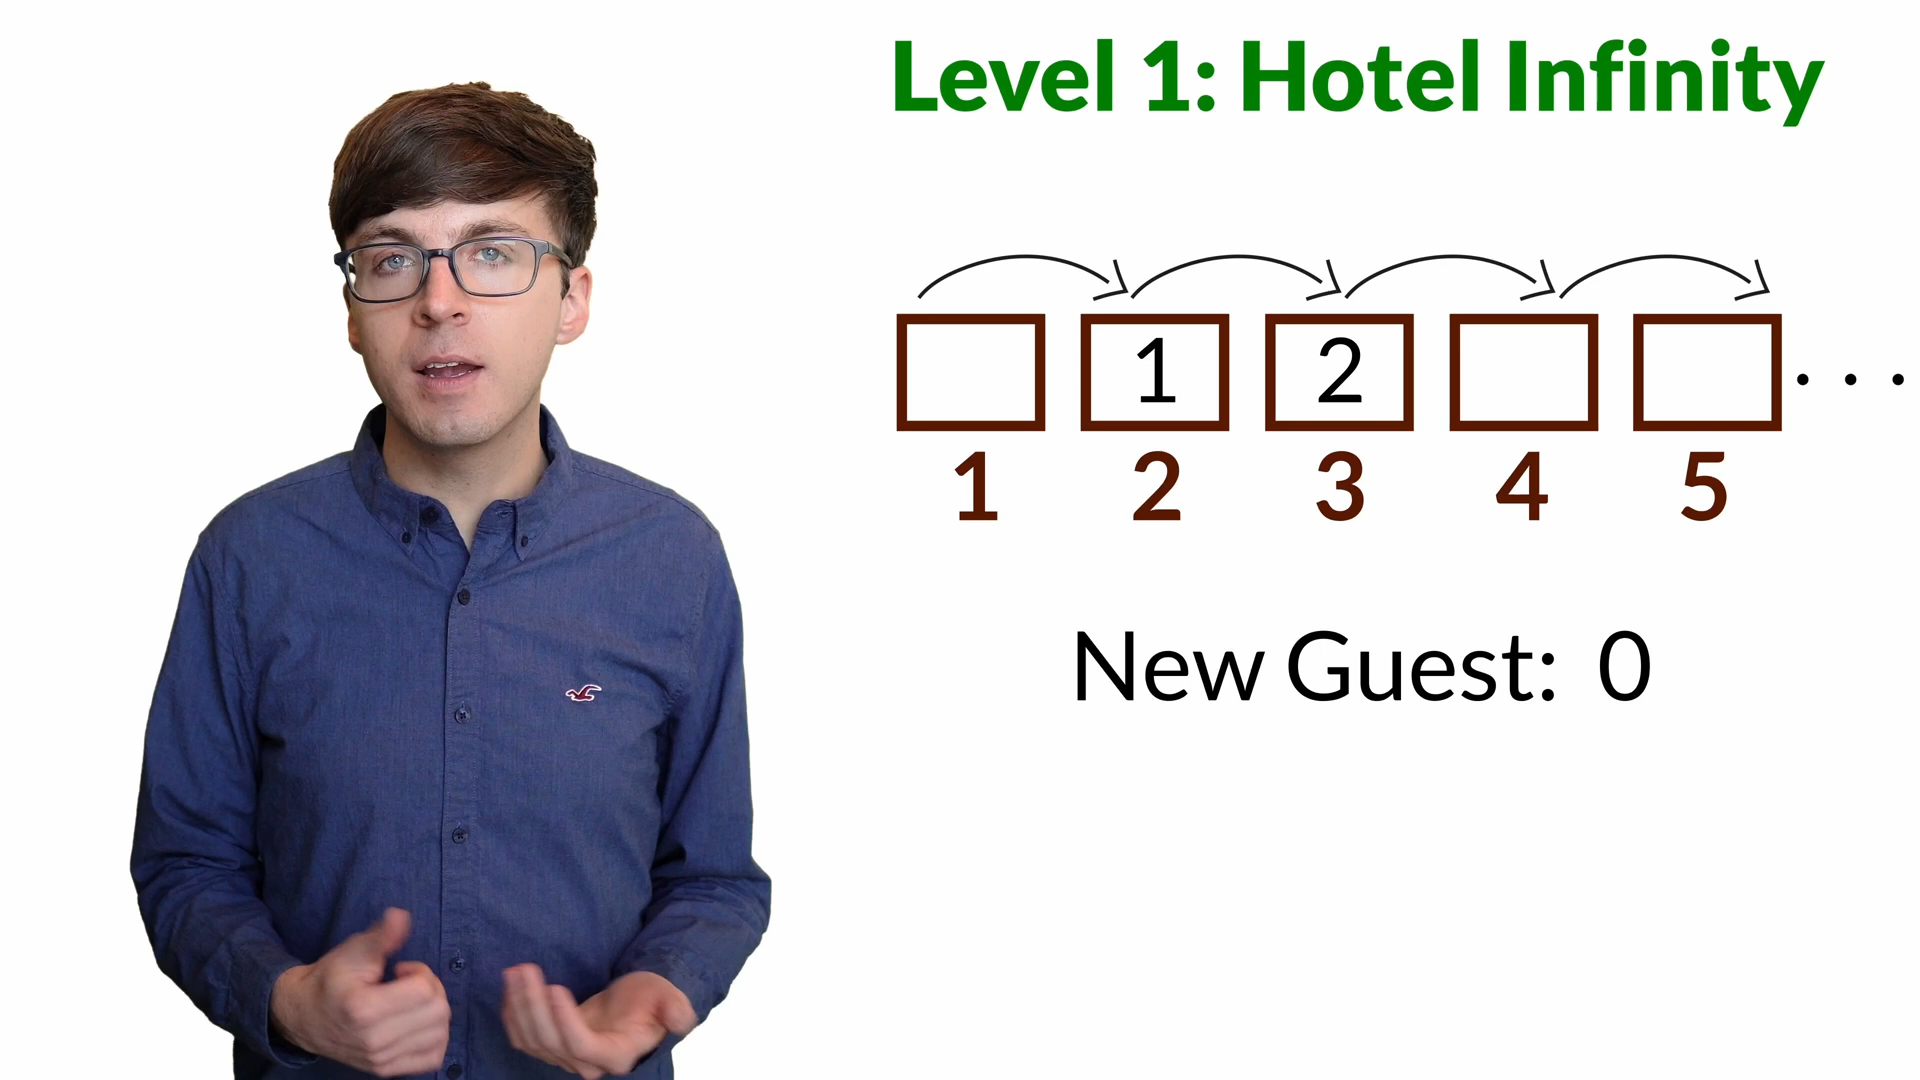 Level 1: Hotel Infinity
1 2 . . .
1 2 3 4 5
New Guest: 0